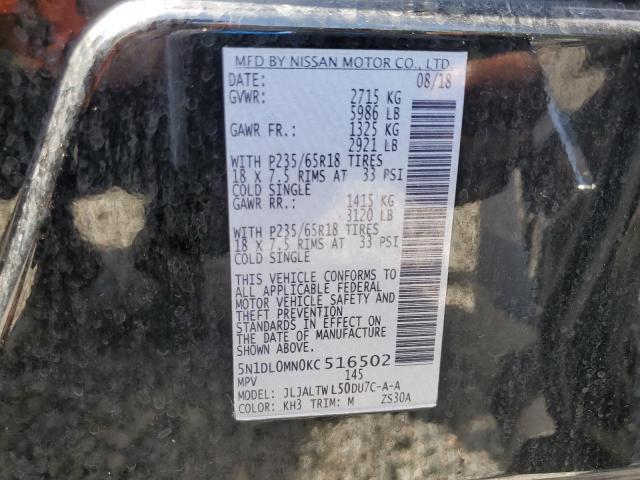 MFD BY NISSAN MOTOR CO., LTD.
DATE: 08/18
GVWR: 2715 KG
5986 LB
GAWR FR.: 1325 KG
2921 LB
WITH P235/65R18 TIRES
18 X 7.5 RIMS AT 33 PSI
COLD SINGLE
GAWR RR.: 1415 KG
3120 LB
WITH P235/65R18 TIRES
18 X 7.5 RIMS AT 33 PSI
COLD SINGLE
THIS VEHICLE CONFORMS TO
ALL APPLICABLE FEDERAL
MOTOR VEHICLE SAFETY AND
THEFT PREVENTION
STANDARDS IN EFFECT ON
THE DATE OF MANUFACTURE
SHOWN ABOVE.
5N1DL0MN0KC516502
MPV 145
MODEL: JLJALTWL50DU7C-A-A
COLOR: KH3 TRIM: M ZS30A